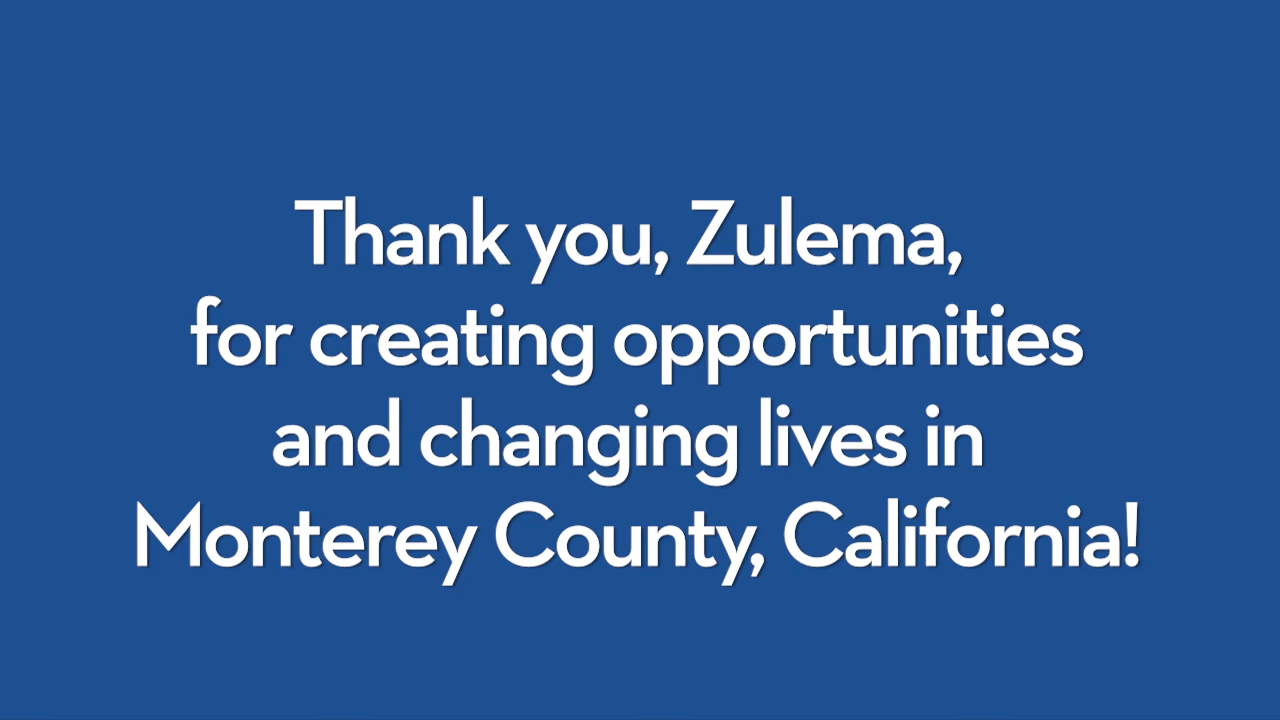 Thank you, Zulema,
for creating opportunities
and changing lives in
Monterey County, California!